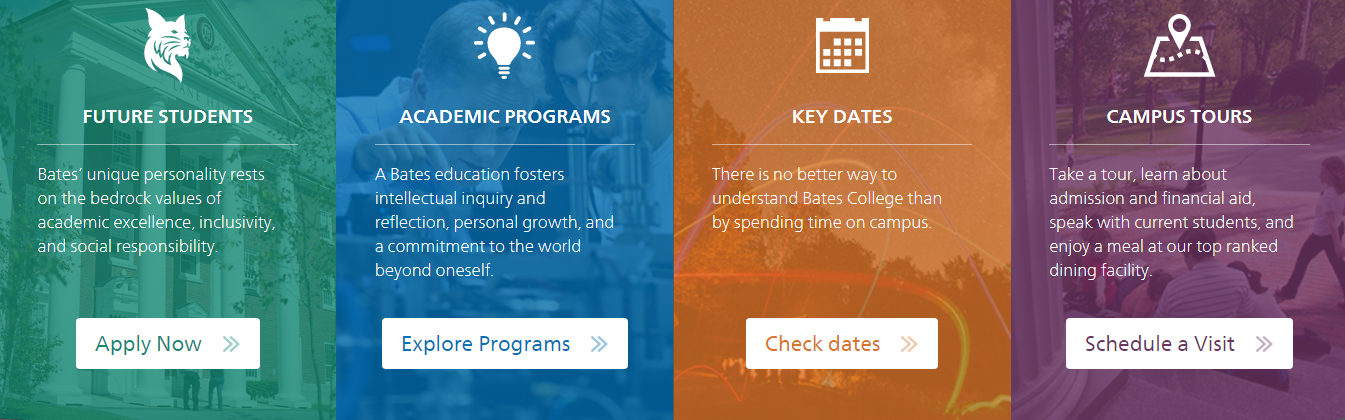 FUTURE STUDENTS
Bates' unique personality rests
on the bedrock values of
academic excellence, inclusivity,
and social responsibility.
Apply Now
ACADEMIC PROGRAMS
A Bates education fosters
intellectual inquiry and
reflection, personal growth, and
a commitment to the world
beyond oneself.
Explore Programs
KEY DATES
There is no better way to
understand Bates College than
by spending time on campus.
Check dates
CAMPUS TOURS
Take a tour, learn about
admission and financial aid,
speak with current students, and
enjoy a meal at our top ranked
dining facility.
Schedule a Visit